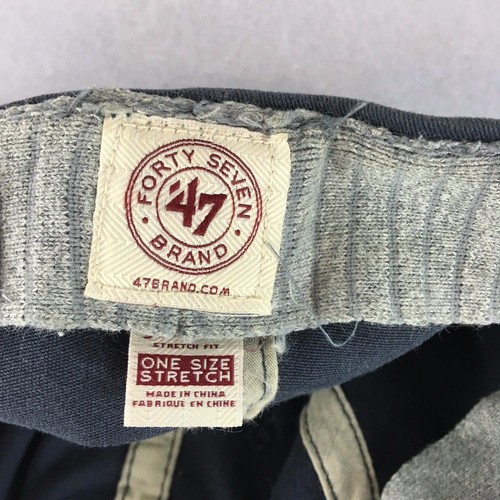 FORTY SEVEN
'47
BRAND
47BRAND.COM
STRETCH FIT
ONE SIZE
STRETCH
MADE IN CHINA
FABRIQUE EN CHINE